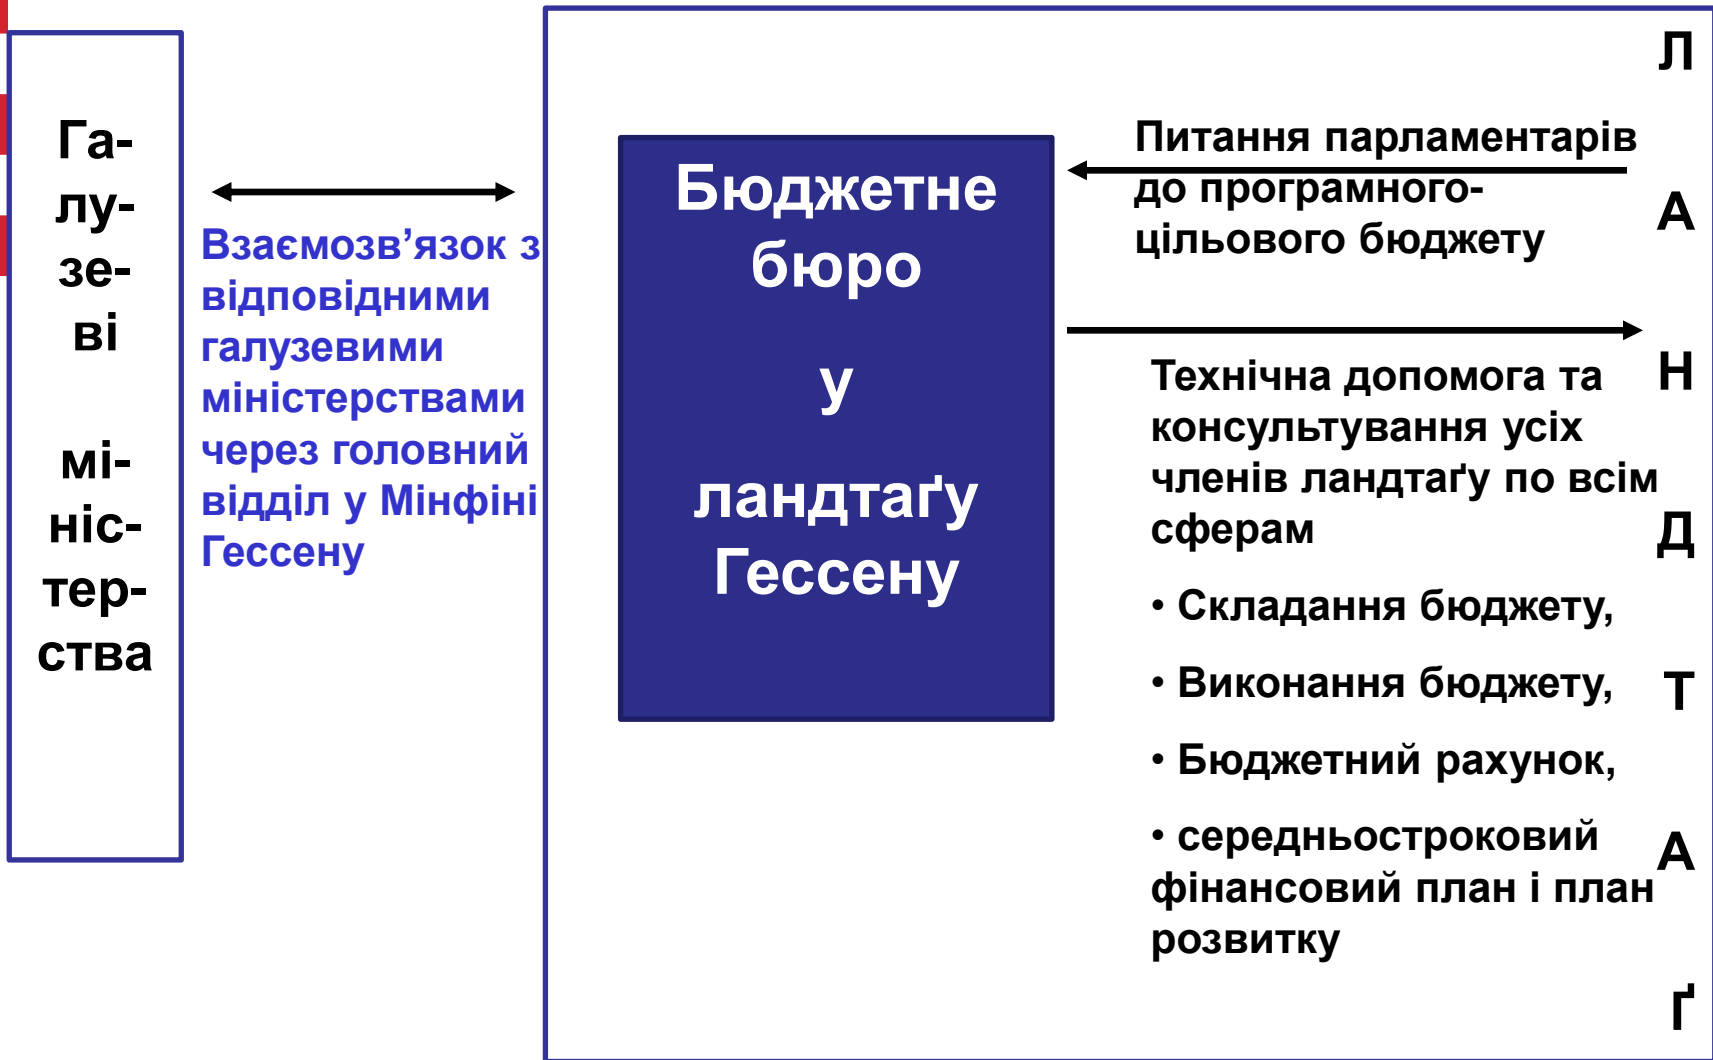 Га-
лу-
зе-
ві
мі-
ніс-
тер-
ства
Взаємозв’язок з
відповідними
галузевими
міністерствами
через головний
відділ у Мінфіні
Гессену
Бюджетне
бюро
у
ландтаґу
Гессену
Питання парламентарів
до програмного-
цільового бюджету
Технічна допомога та
консультування усіх
членів ландтаґу по всім
сферам
• Складання бюджету,
• Виконання бюджету,
• Бюджетний рахунок,
• середньостроковий
фінансовий план і план
розвитку
Л
А
Н
Д
Т
А
Ґ